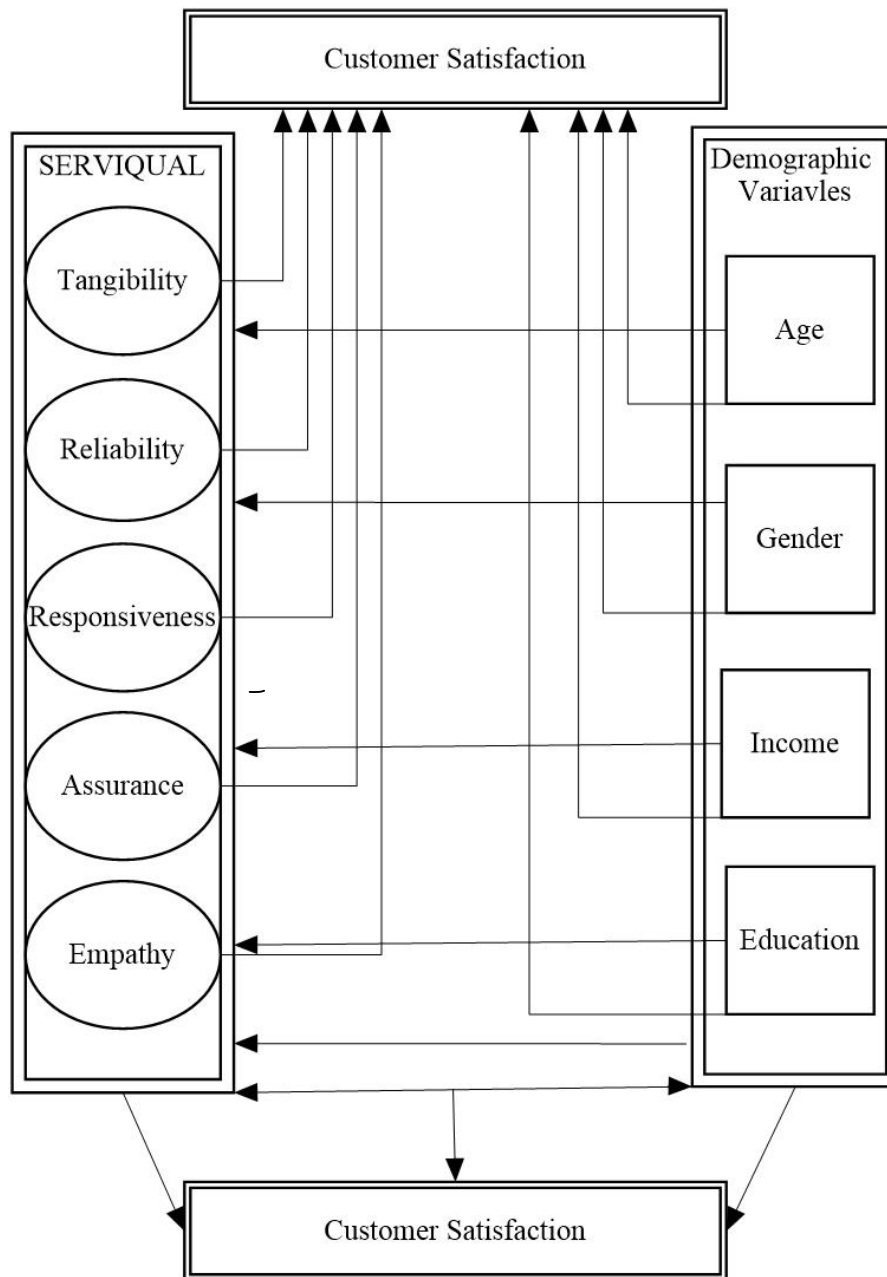 Customer Satisfaction
SERVIQUAL
Tangibility
Reliability
Responsiveness
Assurance
Empathy
Demographic
Variavles
Age
Gender
Income
Education
Customer Satisfaction